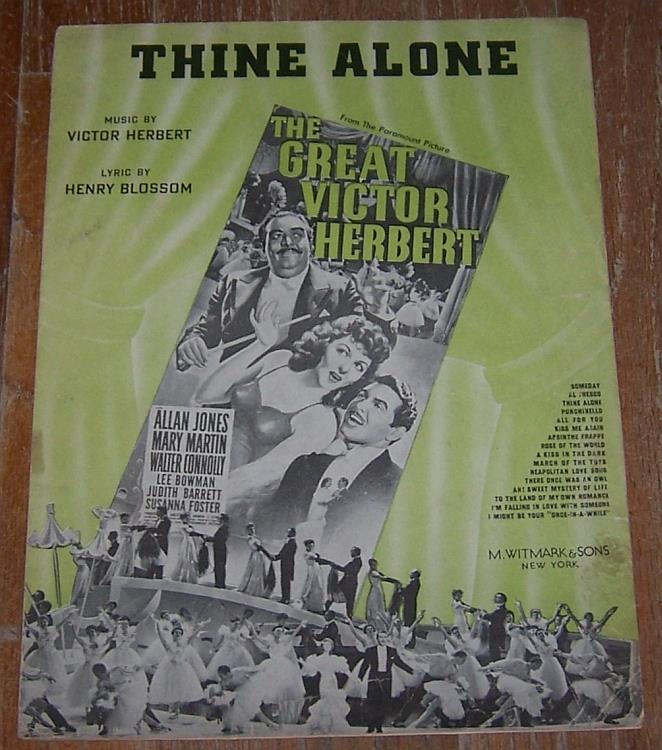 THINE ALONE
MUSIC BY
VICTOR HERBERT
LYRIC BY
HENRY BLOSSOM
From The Paramount Picture
THE
GREAT
VICTOR
HERBERT
ALLAN JONES
MARY MARTIN
WALTER CONNOLLY
LEE BOWMAN
JUDITH BARRETT
SUSANNA FOSTER
SOMEDAY
AL FRESCO
THINE ALONE
PUNCHINELLO
ALL FOR YOU
KISS ME AGAIN
ABSINTHE FRAPPE
ROSE OF THE WORLD
A KISS IN THE DARK
MARCH OF THE TOYS
NEAPOLITAN LOVE SONG
THERE ONCE WAS AN OWL
AH! SWEET MYSTERY OF LIFE
TO THE LAND OF MY OWN ROMANCE
I'M FALLING IN LOVE WITH SOMEONE
I MIGHT BE YOUR "ONCE-IN-A-WHILE"
M. WITMARK & SONS
NEW YORK